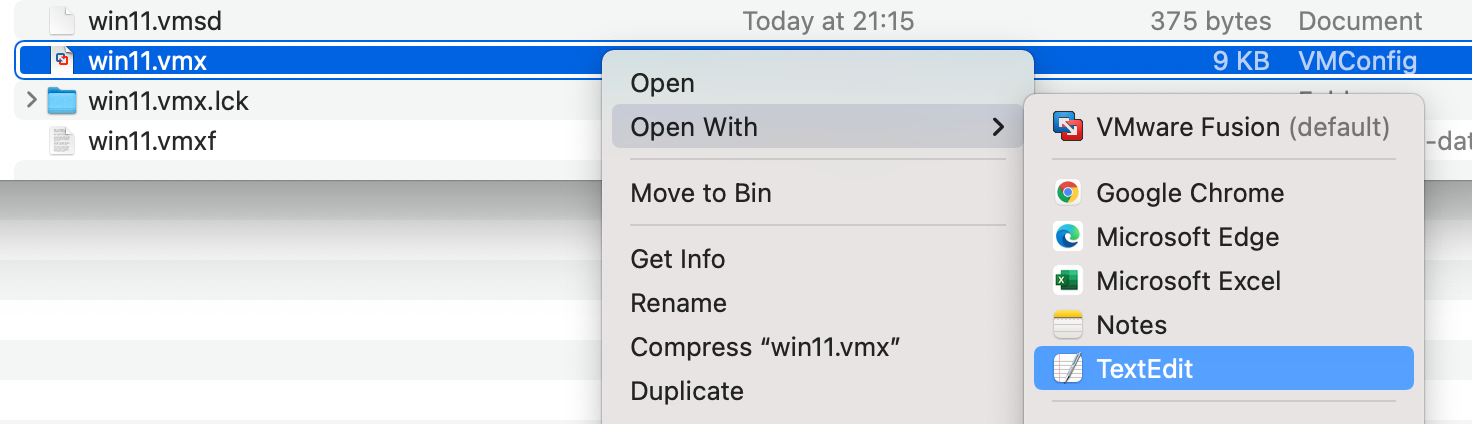 win11.vmsd Today at 21:15 375 bytes Document
win11.vmx 9 KB VMConfig
win11.vmx.lck
win11.vmxf
Open
Open With
Move to Bin
Get Info
Rename
Compress “win11.vmx”
Duplicate
VMware Fusion (default)
Google Chrome
Microsoft Edge
Microsoft Excel
Notes
TextEdit